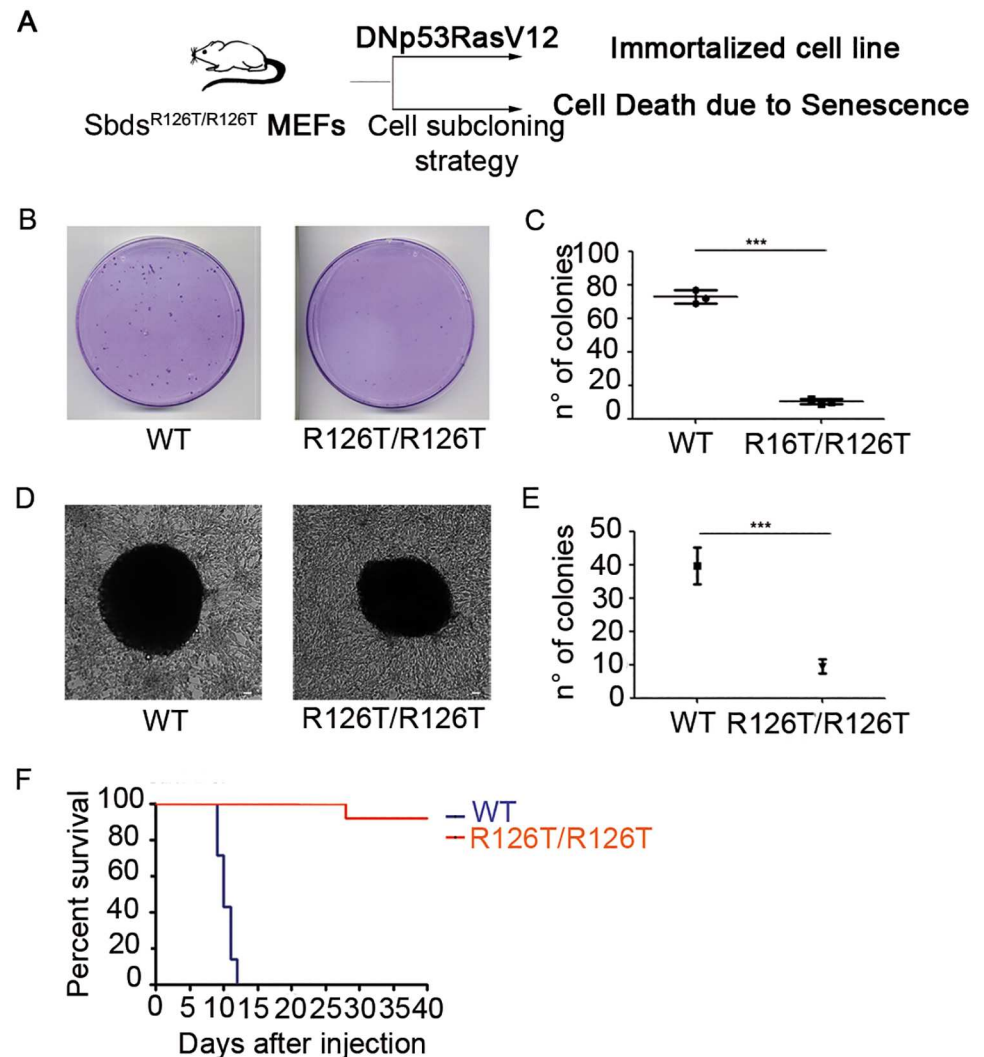 A
DNp53RasV12
Immortalized cell line
Sbds^R126T/R126T MEFs
Cell subcloning
strategy
Cell Death due to Senescence
B
WT
R126T/R126T
C
n° of colonies
100
80
60
40
20
0
***
WT
R16T/R126T
D
WT
R126T/R126T
E
n° of colonies
50
40
30
20
10
0
***
WT
R126T/R126T
F
Percent survival
100
80
60
40
20
0
0 5 10 15 20 25 30 35 40
Days after injection
WT
R126T/R126T